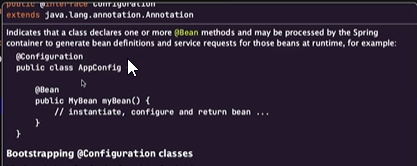 public @interface Configuration
extends java.lang.annotation.Annotation
Indicates that a class declares one or more @Bean methods and may be processed by the Spring
container to generate bean definitions and service requests for those beans at runtime, for example:
@Configuration
public class AppConfig
@Bean
public MyBean myBean() {
// instantiate, configure and return bean ...
}
}
Bootstrapping @Configuration classes